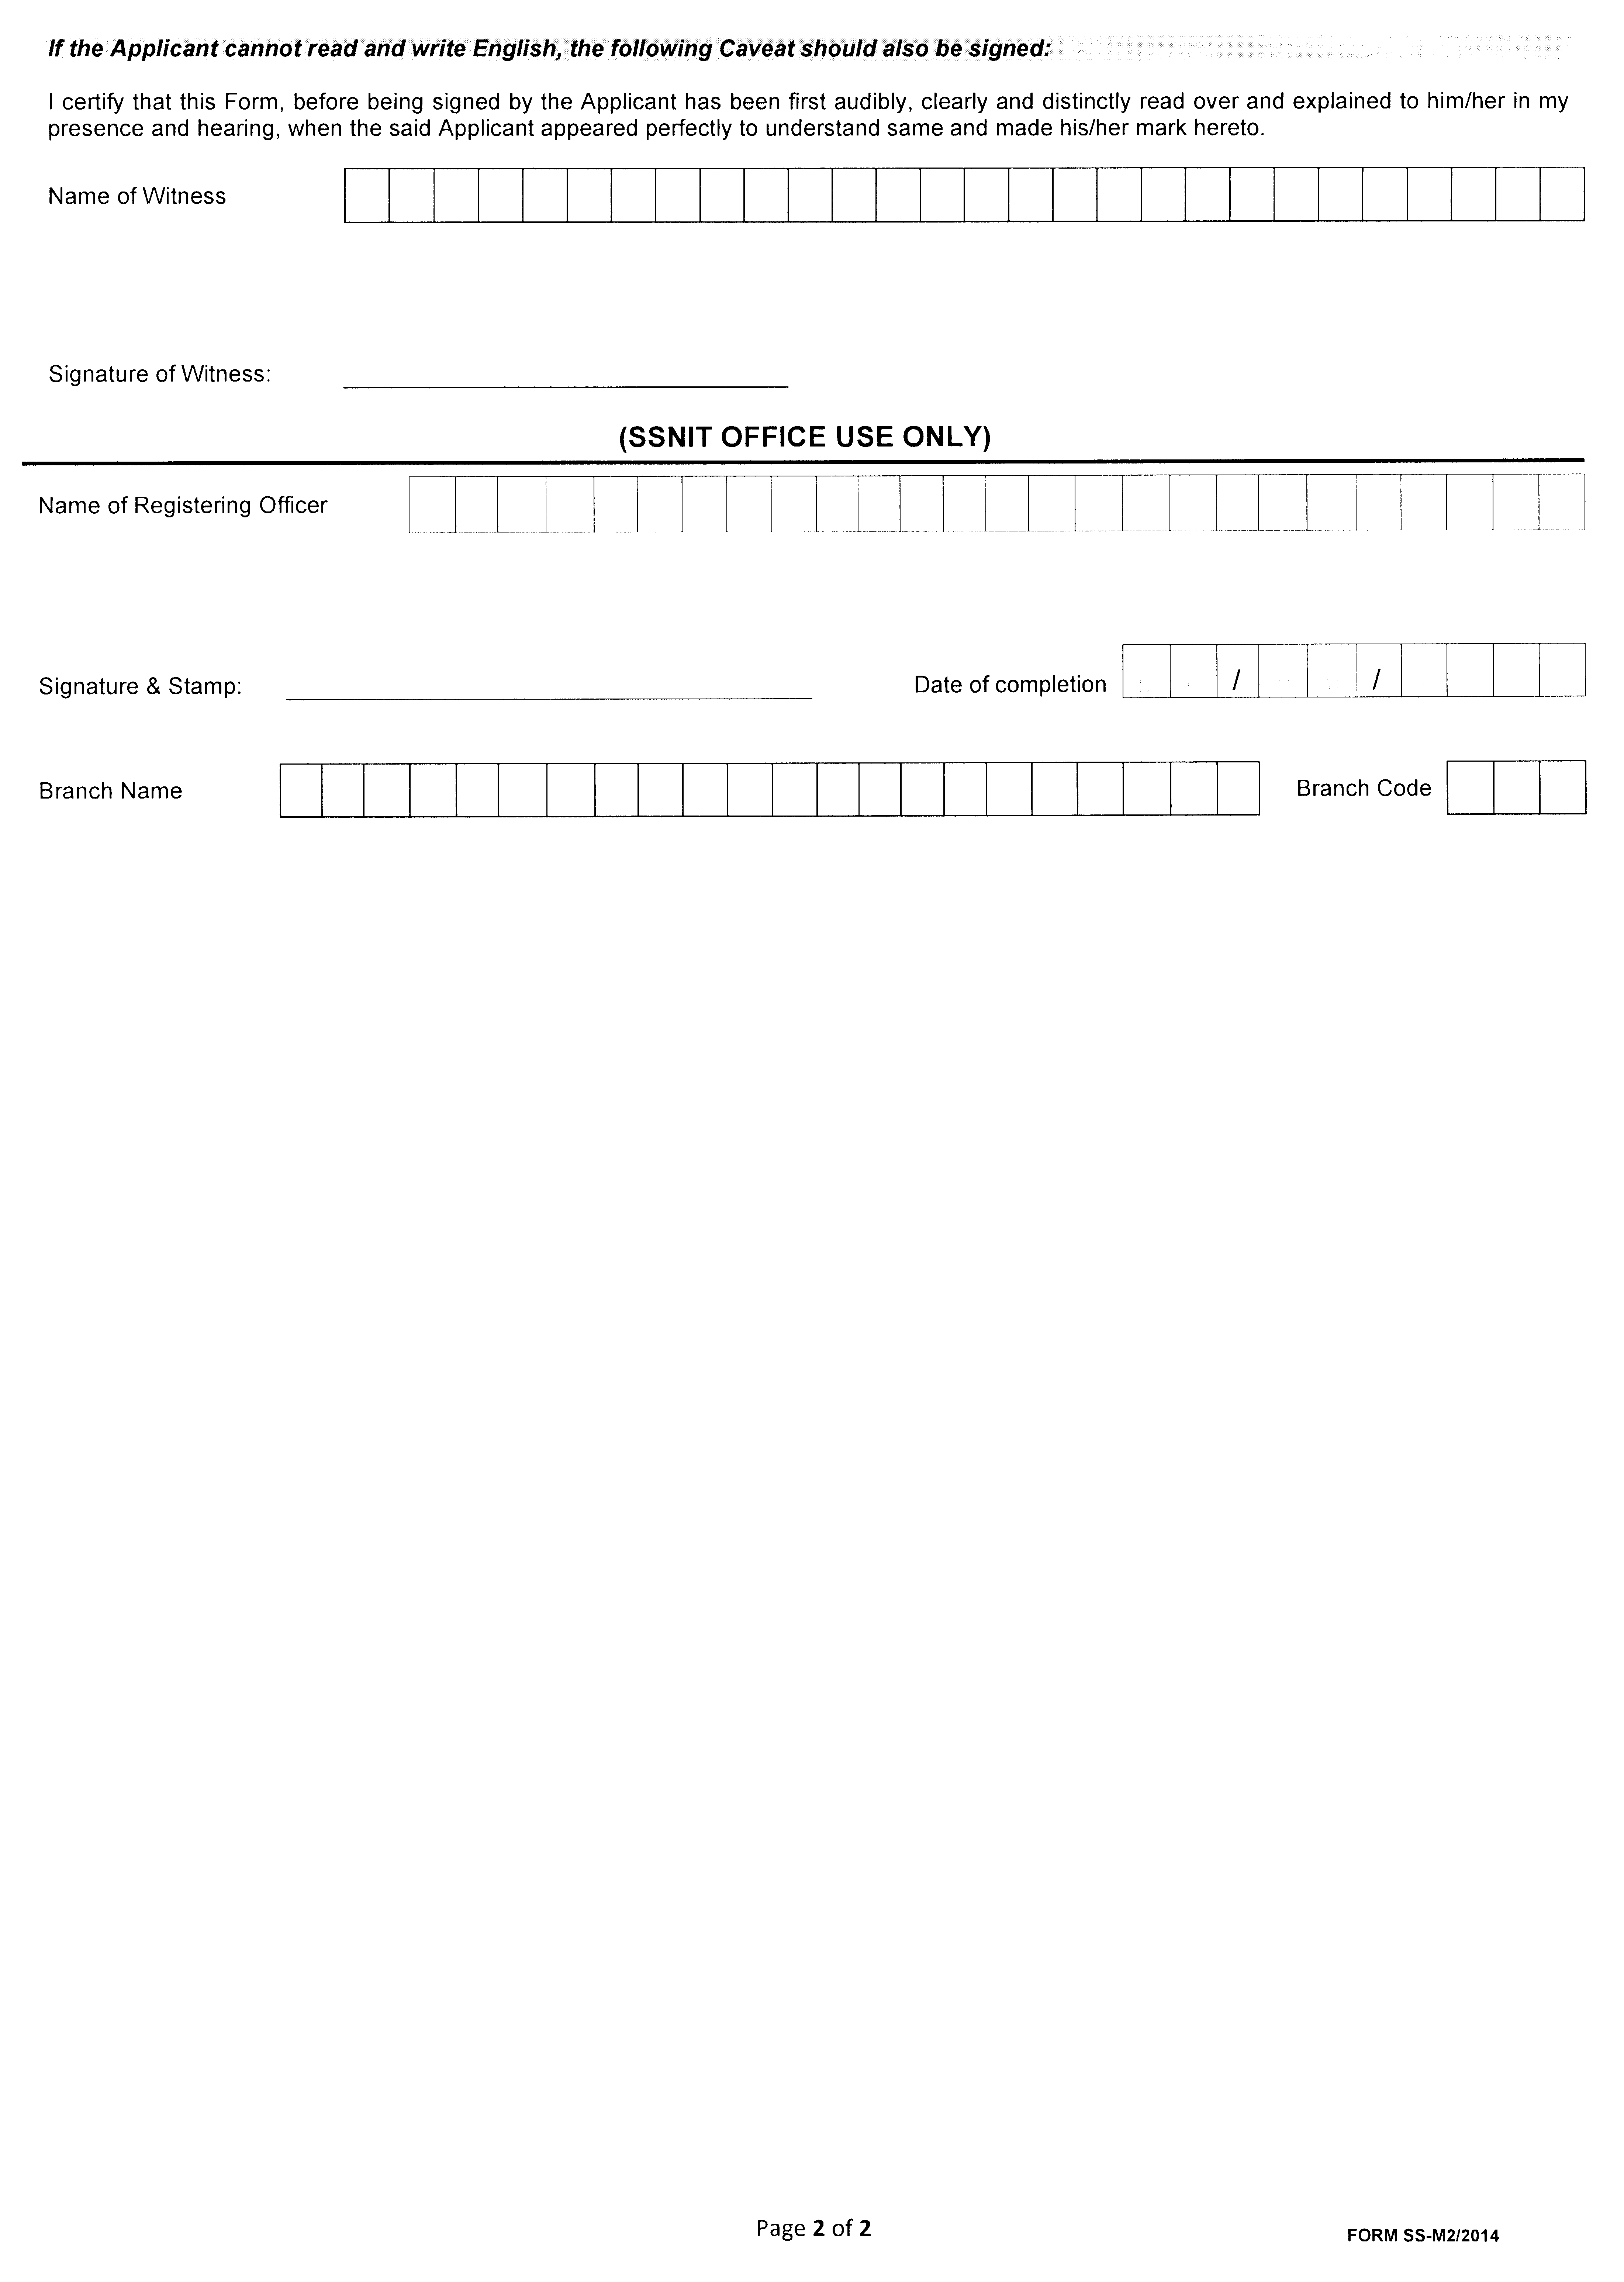 If the Applicant cannot read and write English, the following Caveat should also be signed:
I certify that this Form, before being signed by the Applicant has been first audibly, clearly and distinctly read over and explained to him/her in my
presence and hearing, when the said Applicant appeared perfectly to understand same and made his/her mark hereto.
Name of Witness
Signature of Witness:
(SSNIT OFFICE USE ONLY)
Name of Registering Officer
Signature & Stamp:
Date of completion / /
Branch Name
Branch Code
Page 2 of 2
FORM SS-M2/2014